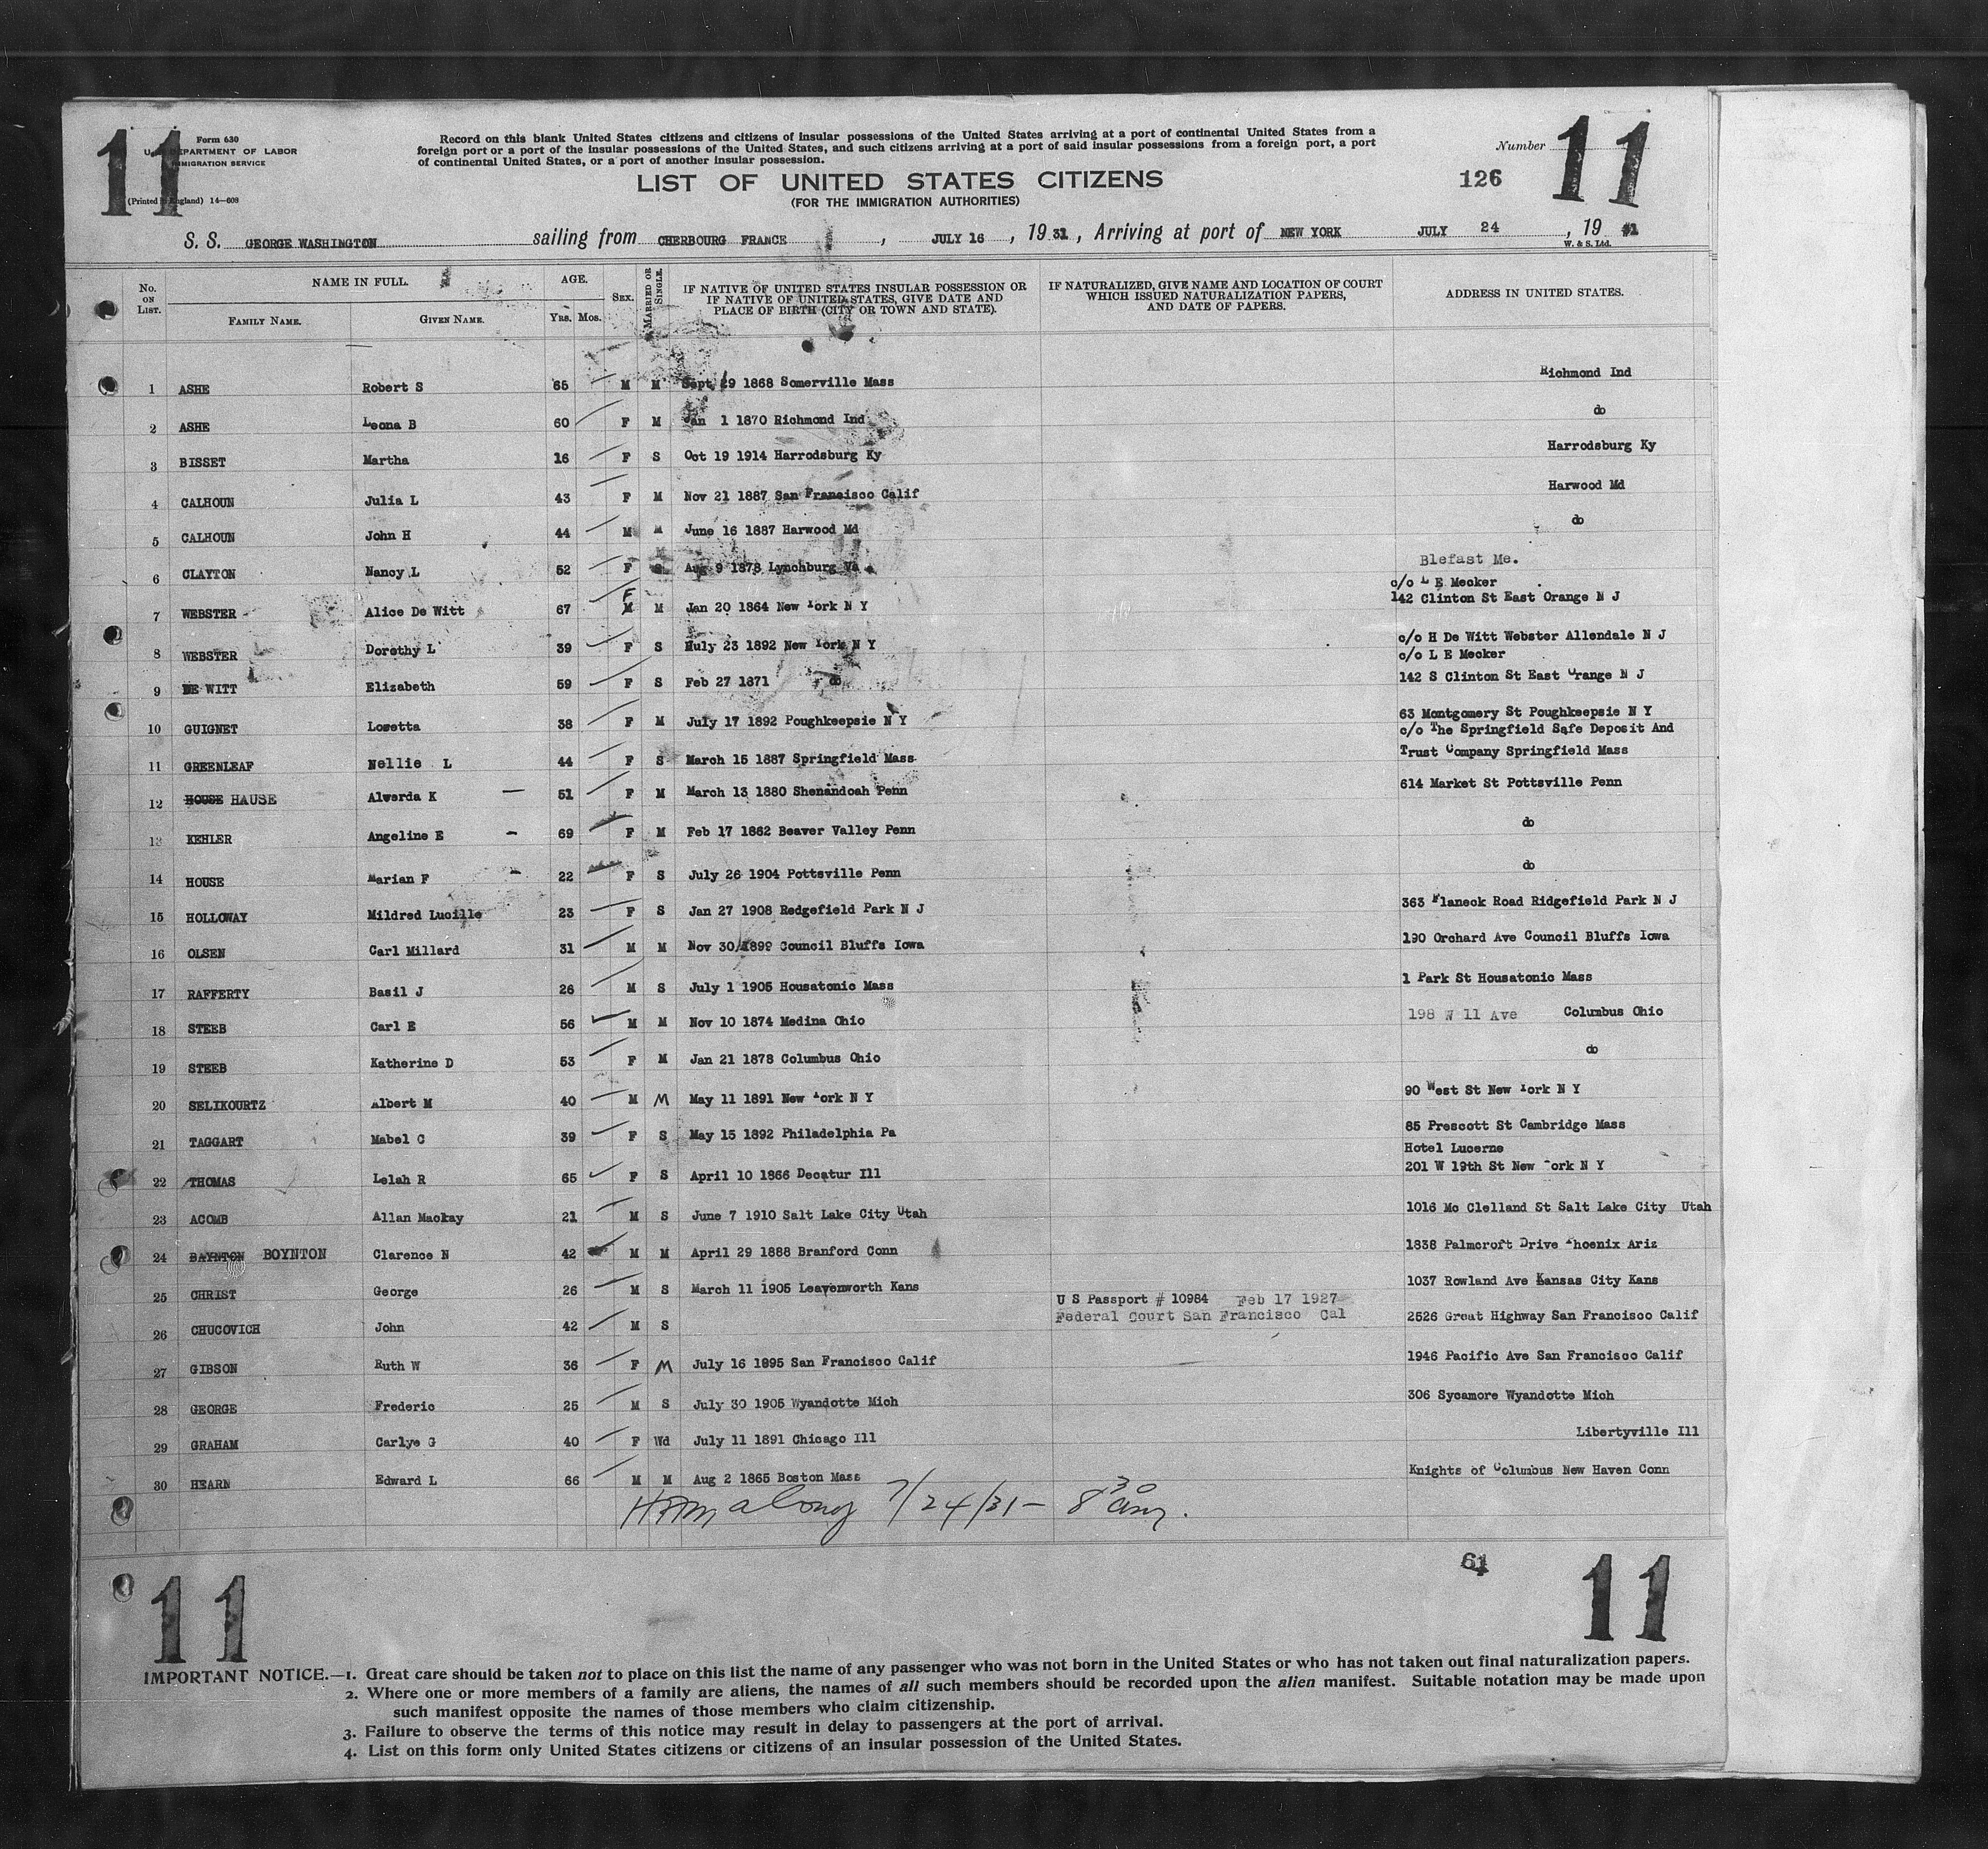 11
Form 630
U. S. DEPARTMENT OF LABOR
IMMIGRATION SERVICE
(Printed in England) 14—608
Record on this blank United States citizens and citizens of insular possessions of the United States arriving at a port of continental United States from a
foreign port or a port of the insular possessions of the United States, and such citizens arriving at a port of said insular possessions from a foreign port, a port
of continental United States, or a port of another insular possession.
Number
11
126
LIST OF UNITED STATES CITIZENS
(FOR THE IMMIGRATION AUTHORITIES)
S. S. GEORGE WASHINGTON sailing from CHERBOURG FRANCE , JULY 16 , 19 31 , Arriving at port of NEW YORK JULY 24 , 19 31
W. & S. Ltd.
No. ON LIST. NAME IN FULL. FAMILY NAME. GIVEN NAME. AGE. YRS. MOS. SEX. MARRIED OR SINGLE. IF NATIVE OF UNITED STATES INSULAR POSSESSION OR IF NATIVE OF UNITED STATES, GIVE DATE AND PLACE OF BIRTH (CITY OR TOWN AND STATE). IF NATURALIZED, GIVE NAME AND LOCATION OF COURT WHICH ISSUED NATURALIZATION PAPERS, AND DATE OF PAPERS. ADDRESS IN UNITED STATES.
1 ASHE Robert S 65 M M Sept 29 1868 Somerville Mass Richmond Ind
2 ASHE Leona B 60 F M Jan 1 1870 Richmond Ind do
3 BISSET Martha 16 F S Oct 19 1914 Harrodsburg Ky Harrodsburg Ky
4 CALHOUN Julia L 43 F M Nov 21 1887 San Francisco Calif Harwood Md
5 CALHOUN John H 44 M M June 16 1887 Harwood Md do
6 CLAYTON Nancy L 52 F Aug 9 1878 Lynchburg Va Blefast Me.
c/o L E Mecker
7 WEBSTER Alice De Witt 67 F M M Jan 20 1864 New York N Y 142 Clinton St East Orange N J
8 WEBSTER Dorothy L 39 F S Huly 23 1892 New York N Y c/o H De Witt Webster Allendale N J
c/o L E Mecker
9 DE WITT Elizabeth 59 F S Feb 27 1871 do 142 S Clinton St East Orange N J
10 GUIGNET Loretta 38 F M July 17 1892 Poughkeepsie N Y 63 Montgomery St Poughkeepsie N Y
c/o The Springfield Safe Deposit And
11 GREENLEAF Nellie L 44 F S March 15 1887 Springfield Mass Trust Company Springfield Mass
12 HOUSE HAUSE Alwerda K 51 F M March 13 1880 Shenandoah Penn 614 Market St Pottsville Penn
13 KEHLER Angeline E 69 F M Feb 17 1862 Beaver Valley Penn do
14 HOUSE Marian F 22 F S July 26 1904 Pottsville Penn do
15 HOLLOWAY Mildred Lucille 23 F S Jan 27 1908 Redgefield Park N J 363 Flaneck Road Ridgefield Park N J
16 OLSEN Carl Millard 31 M M Nov 30 1899 Council Bluffs Iowa 190 Orchard Ave Council Bluffs Iowa
17 RAFFERTY Basil J 26 M S July 1 1905 Housatonic Mass 1 Park St Housatonic Mass
18 STEEB Carl E 56 M M Nov 10 1874 Medina Ohio 198 W 11 Ave Columbus Ohio
19 STEEB Katherine D 53 F M Jan 21 1878 Columbus Ohio do
20 SELIKOURTZ Albert M 40 M M May 11 1891 New York N Y 90 West St New York N Y
21 TAGGART Mabel C 39 F S May 15 1892 Philadelphia Pa 85 Prescott St Cambridge Mass
Hotel Lucerne
22 THOMAS Lelah R 65 F S April 10 1866 Decatur Ill 201 W 19th St New York N Y
23 ACOMB Allan Mackay 21 M S June 7 1910 Salt Lake City Utah 1016 Mc Clelland St Salt Lake City Utah
24 BAYNTON BOYNTON Clarence N 42 M M April 29 1888 Branford Conn 1838 Palmcroft Drive Phoenix Ariz
25 CHRIST George 26 M S March 11 1905 Leavenworth Kans 1037 Rowland Ave Kansas City Kans
U S Passport # 10984 Feb 17 1927
26 CHUCOVICH John 42 M S Federal Court San Francisco Cal 2526 Great Highway San Francisco Calif
27 GIBSON Ruth W 36 F M July 16 1895 San Francisco Calif 1946 Pacific Ave San Francisco Calif
28 GEORGE Frederic 25 M S July 30 1905 Wyandotte Mich 306 Sycamore Wyandotte Mich
29 GRAHAM Carlye G 40 F Wd July 11 1891 Chicago Ill Libertyville Ill
30 HEARN Edward L 66 M M Aug 2 1865 Boston Mass Knights of Columbus New Haven Conn
7/24/31 — 8 30 am.
64
11
11
IMPORTANT NOTICE.—1. Great care should be taken not to place on this list the name of any passenger who was not born in the United States or who has not taken out final naturalization papers.
2. Where one or more members of a family are aliens, the names of all such members should be recorded upon the alien manifest. Suitable notation may be made upon
such manifest opposite the names of those members who claim citizenship.
3. Failure to observe the terms of this notice may result in delay to passengers at the port of arrival.
4. List on this form only United States citizens or citizens of an insular possession of the United States.